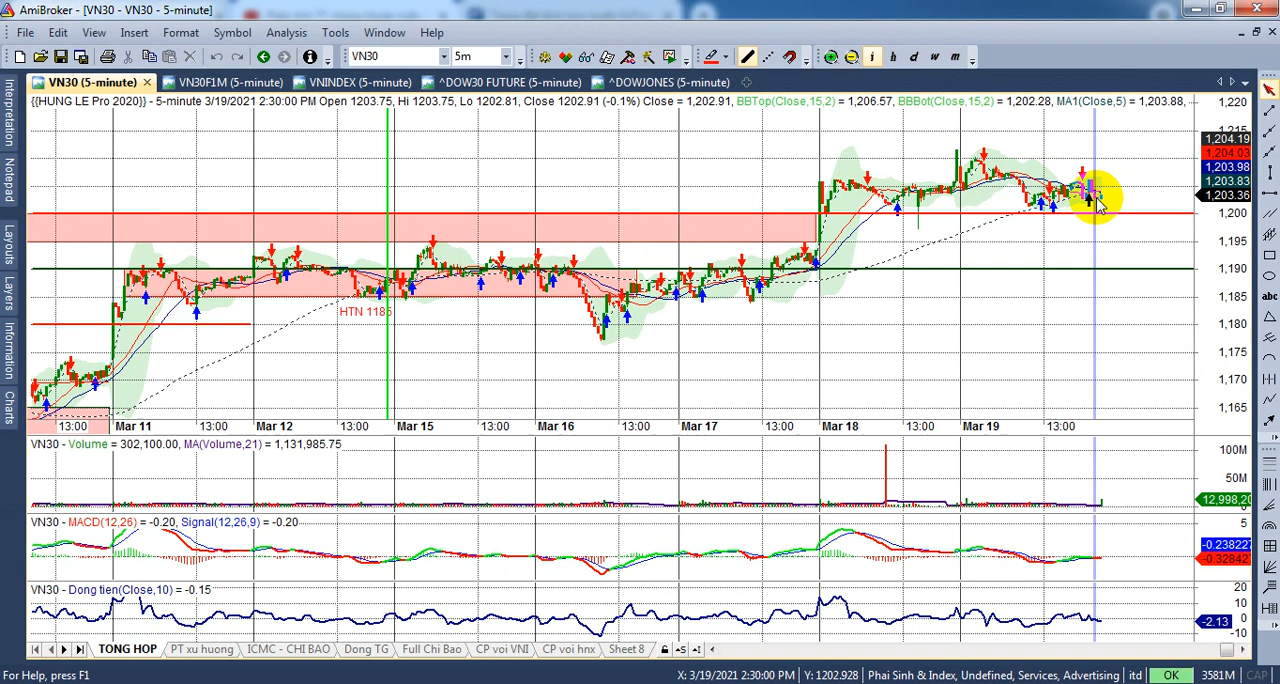 AmiBroker - [VN30 - VN30 - 5-minute]
File Edit View Insert Format Symbol Analysis Tools Window Help
VN30 5m i h d w m
VN30 (5-minute) VN30F1M (5-minute) VNINDEX (5-minute) ^DOW30 FUTURE (5-minute) ^DOWJONES (5-minute)
{{HUNG LE Pro 2020}} - 5-minute 3/19/2021 2:30:00 PM Open 1203.75, Hi 1203.75, Lo 1202.81, Close 1202.91 (-0.1%) Close = 1,202.91, BBTop(Close,15,2) = 1,206.57, BBBot(Close,15,2) = 1,202.28, MA1(Close,5) = 1,203.88,
Interpretation
Notepad
Layouts
Layers
Information
Charts
abc
1,220
1,215
1,204.19
1,204.03
1,203.98
1,203.83
1,203.36
1,200
1,195
1,190
1,185
1,180
1,175
1,170
1,165
HTN 1185
13:00 Mar 11 13:00 Mar 12 13:00 Mar 15 13:00 Mar 16 13:00 Mar 17 13:00 Mar 18 13:00 Mar 19 13:00
VN30 - Volume = 302,100.00, MA(Volume,21) = 1,131,985.75
100M
50M
12,998,20
VN30 - MACD(12,26) = -0.20, Signal(12,26,9) = -0.20
5
-0.238227
-0.32842
VN30 - Dong tien(Close,10) = -0.15
20
10
0
-2.13
-10
TONG HOP PT xu huong ICMC - CHI BAO Dong TG Full Chi Bao CP voi VNI CP voi hnx Sheet 8
For Help, press F1 X: 3/19/2021 2:30:00 PM Y: 1202.928 Phai Sinh & Index, Undefined, Services, Advertising itd OK 3581M CAP